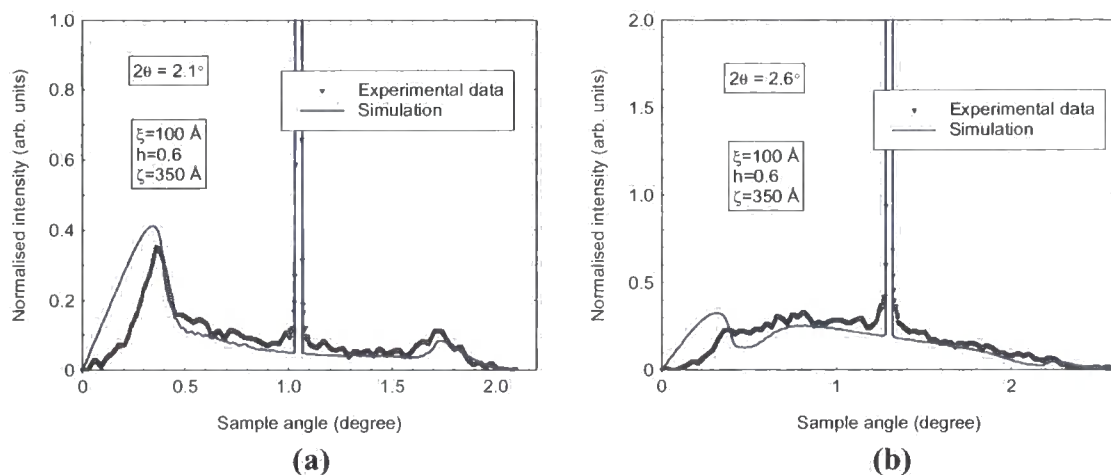 1.0
0.8
0.6
0.4
0.2
0
Normalised intensity (arb. units)
2θ = 2.1°
ξ=100 Å
h=0.6
ζ=350 Å
Experimental data
Simulation
0
0.5
1.0
1.5
2.0
Sample angle (degree)
(a)
2.0
1.5
1.0
0.5
0
Normalised intensity (arb. units)
2θ = 2.6°
ξ=100 Å
h=0.6
ζ=350 Å
Experimental data
Simulation
0
1
2
Sample angle (degree)
(b)